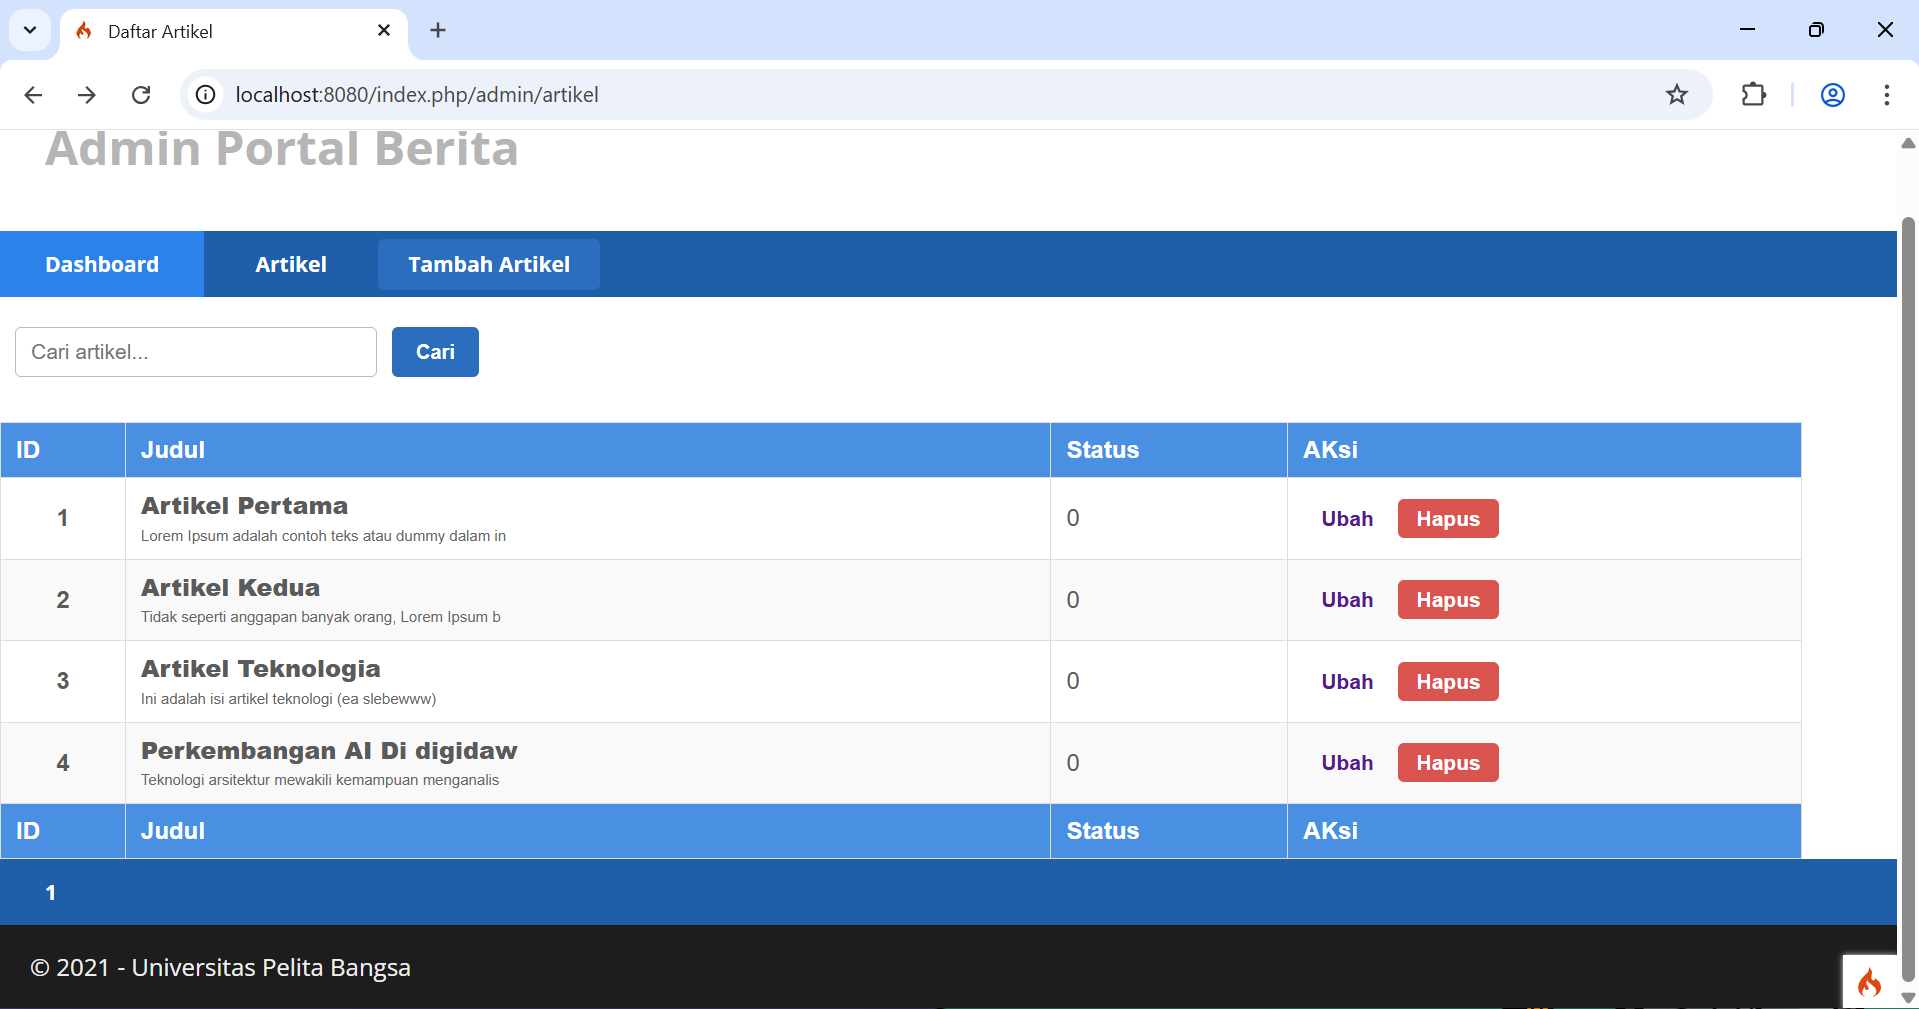 Daftar Artikel
localhost:8080/index.php/admin/artikel
Admin Portal Berita
Dashboard Artikel Tambah Artikel
Cari artikel... Cari
ID Judul Status AKsi
1 Artikel Pertama 0 Ubah Hapus
Lorem Ipsum adalah contoh teks atau dummy dalam in
2 Artikel Kedua 0 Ubah Hapus
Tidak seperti anggapan banyak orang, Lorem Ipsum b
3 Artikel Teknologia 0 Ubah Hapus
Ini adalah isi artikel teknologi (ea slebewww)
4 Perkembangan AI Di digidaw 0 Ubah Hapus
Teknologi arsitektur mewakili kemampuan menganalis
ID Judul Status AKsi
1
© 2021 - Universitas Pelita Bangsa